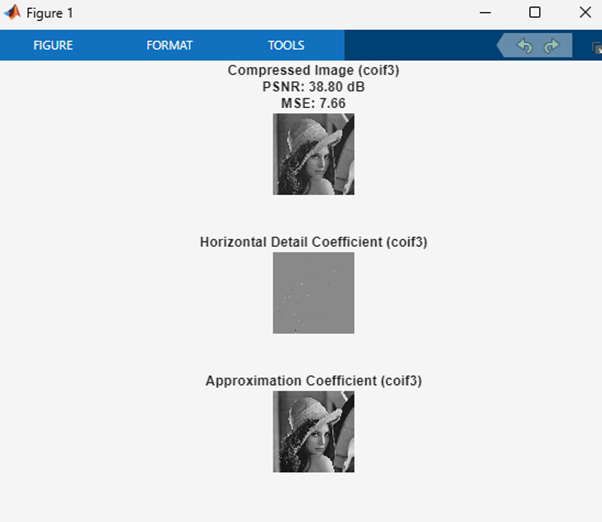 Figure 1
FIGURE FORMAT TOOLS
Compressed Image (coif3)
PSNR: 38.80 dB
MSE: 7.66
Horizontal Detail Coefficient (coif3)
Approximation Coefficient (coif3)